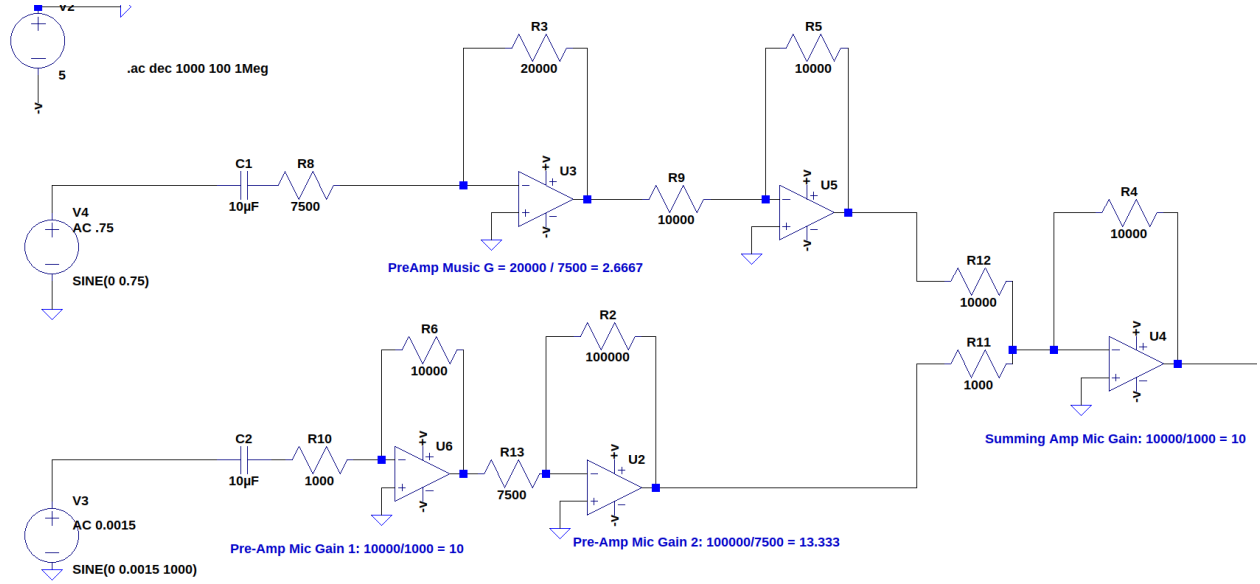 V2
5
-v
.ac dec 1000 100 1Meg
R3
20000
R5
10000
C1
10µF
R8
7500
+v
U3
-v
R9
10000
+v
U5
-v
R4
10000
V4
AC .75
SINE(0 0.75)
PreAmp Music G = 20000 / 7500 = 2.6667
R12
10000
R6
10000
R2
100000
R11
1000
+v
U4
-v
C2
10µF
R10
1000
+v
U6
-v
R13
7500
+v
U2
-v
Summing Amp Mic Gain: 10000/1000 = 10
V3
AC 0.0015
SINE(0 0.0015 1000)
Pre-Amp Mic Gain 1: 10000/1000 = 10
Pre-Amp Mic Gain 2: 100000/7500 = 13.333